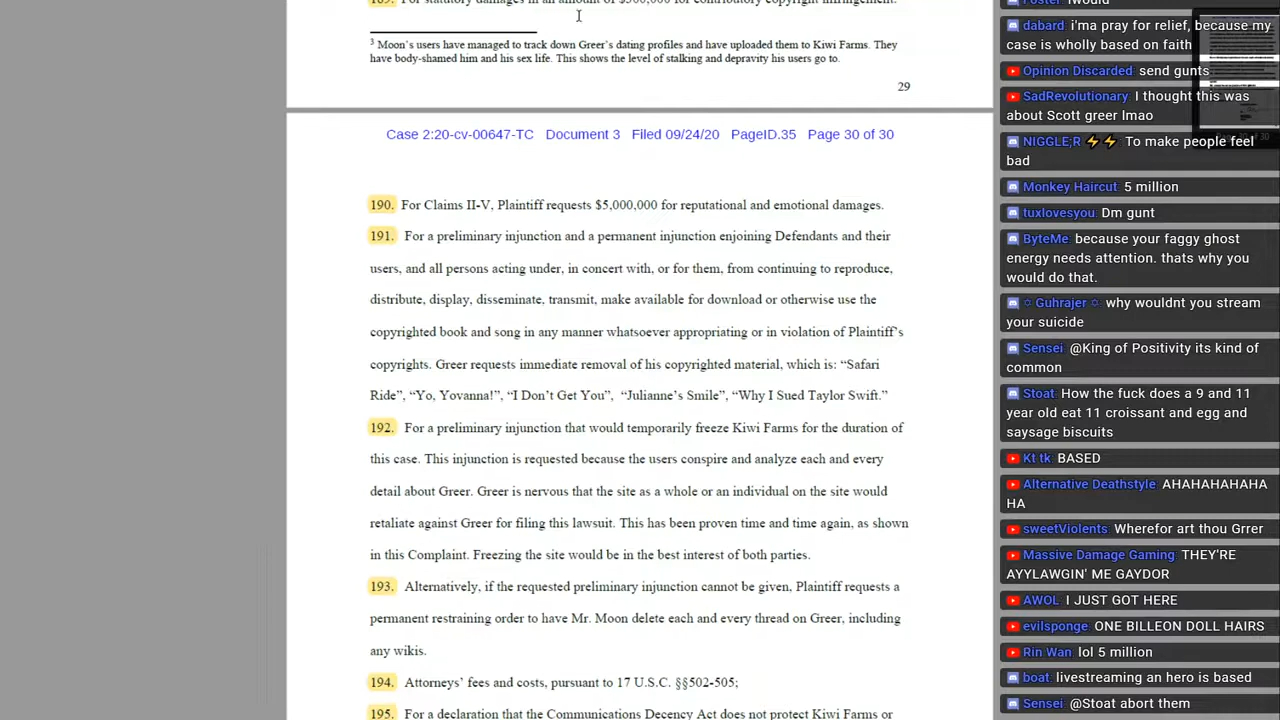 189. For statutory damages in an amount of $300,000 for contributory copyright infringement.
3 Moon's users have managed to track down Greer's dating profiles and have uploaded them to Kiwi Farms. They
have body-shamed him and his sex life. This shows the level of stalking and depravity his users go to.
29
Case 2:20-cv-00647-TC Document 3 Filed 09/24/20 PageID.35 Page 30 of 30
190. For Claims II-V, Plaintiff requests $5,000,000 for reputational and emotional damages.
191. For a preliminary injunction and a permanent injunction enjoining Defendants and their
users, and all persons acting under, in concert with, or for them, from continuing to reproduce,
distribute, display, disseminate, transmit, make available for download or otherwise use the
copyrighted book and song in any manner whatsoever appropriating or in violation of Plaintiff's
copyrights. Greer requests immediate removal of his copyrighted material, which is: “Safari
Ride”, “Yo, Yovanna!”, “I Don't Get You”, “Julianne's Smile”, “Why I Sued Taylor Swift.”
192. For a preliminary injunction that would temporarily freeze Kiwi Farms for the duration of
this case. This injunction is requested because the users conspire and analyze each and every
detail about Greer. Greer is nervous that the site as a whole or an individual on the site would
retaliate against Greer for filing this lawsuit. This has been proven time and time again, as shown
in this Complaint. Freezing the site would be in the best interest of both parties.
193. Alternatively, if the requested preliminary injunction cannot be given, Plaintiff requests a
permanent restraining order to have Mr. Moon delete each and every thread on Greer, including
any wikis.
194. Attorneys' fees and costs, pursuant to 17 U.S.C. §§502-505;
195. For a declaration that the Communications Decency Act does not protect Kiwi Farms or
dabard i'ma pray for relief, because my
case is wholly based on faith
Opinion Discarded send gunts
SadRevolutionary: I thought this was
about Scott greer lmao
NIGGLE;R ⚡⚡ To make people feel
bad
Monkey Haircut: 5 million
tuxlovesyou: Dm gunt
ByteMe: because your faggy ghost
energy needs attention. thats why you
would do that.
✡ Guhrajer ✡ why wouldnt you stream
your suicide
Sensei @King of Positivity its kind of
common
Stoat: How the fuck does a 9 and 11
year old eat 11 croissant and egg and
saysage biscuits
Kt tk BASED
Alternative Deathstyle AHAHAHAHAHA
HA
sweetViolents Wherefor art thou Grrer
Massive Damage Gaming THEY'RE
AYYLAWGIN' ME GAYDOR
AWOL I JUST GOT HERE
evilsponge: ONE BILLEON DOLL HAIRS
Rin Wan: lol 5 million
boat: livestreaming an hero is based
Sensei @Stoat abort them